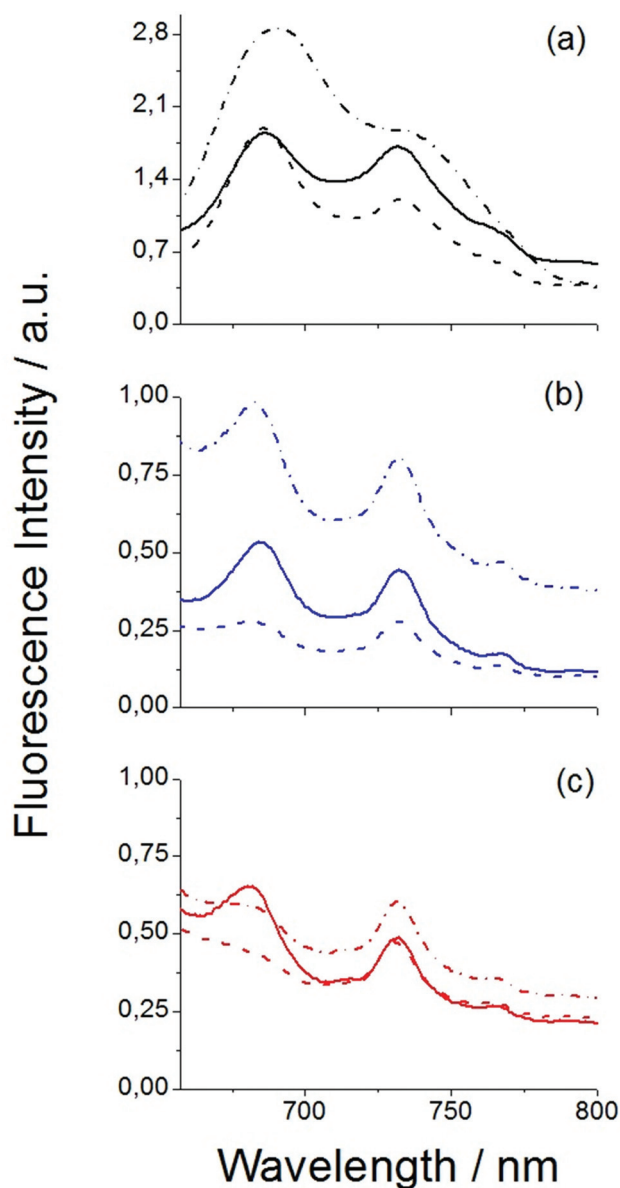 Fluorescence Intensity / a.u.
(a)
2,8
2,1
1,4
0,7
0,0
(b)
1,00
0,75
0,50
0,25
0,00
(c)
1,00
0,75
0,50
0,25
0,00
700 750 800
Wavelength / nm